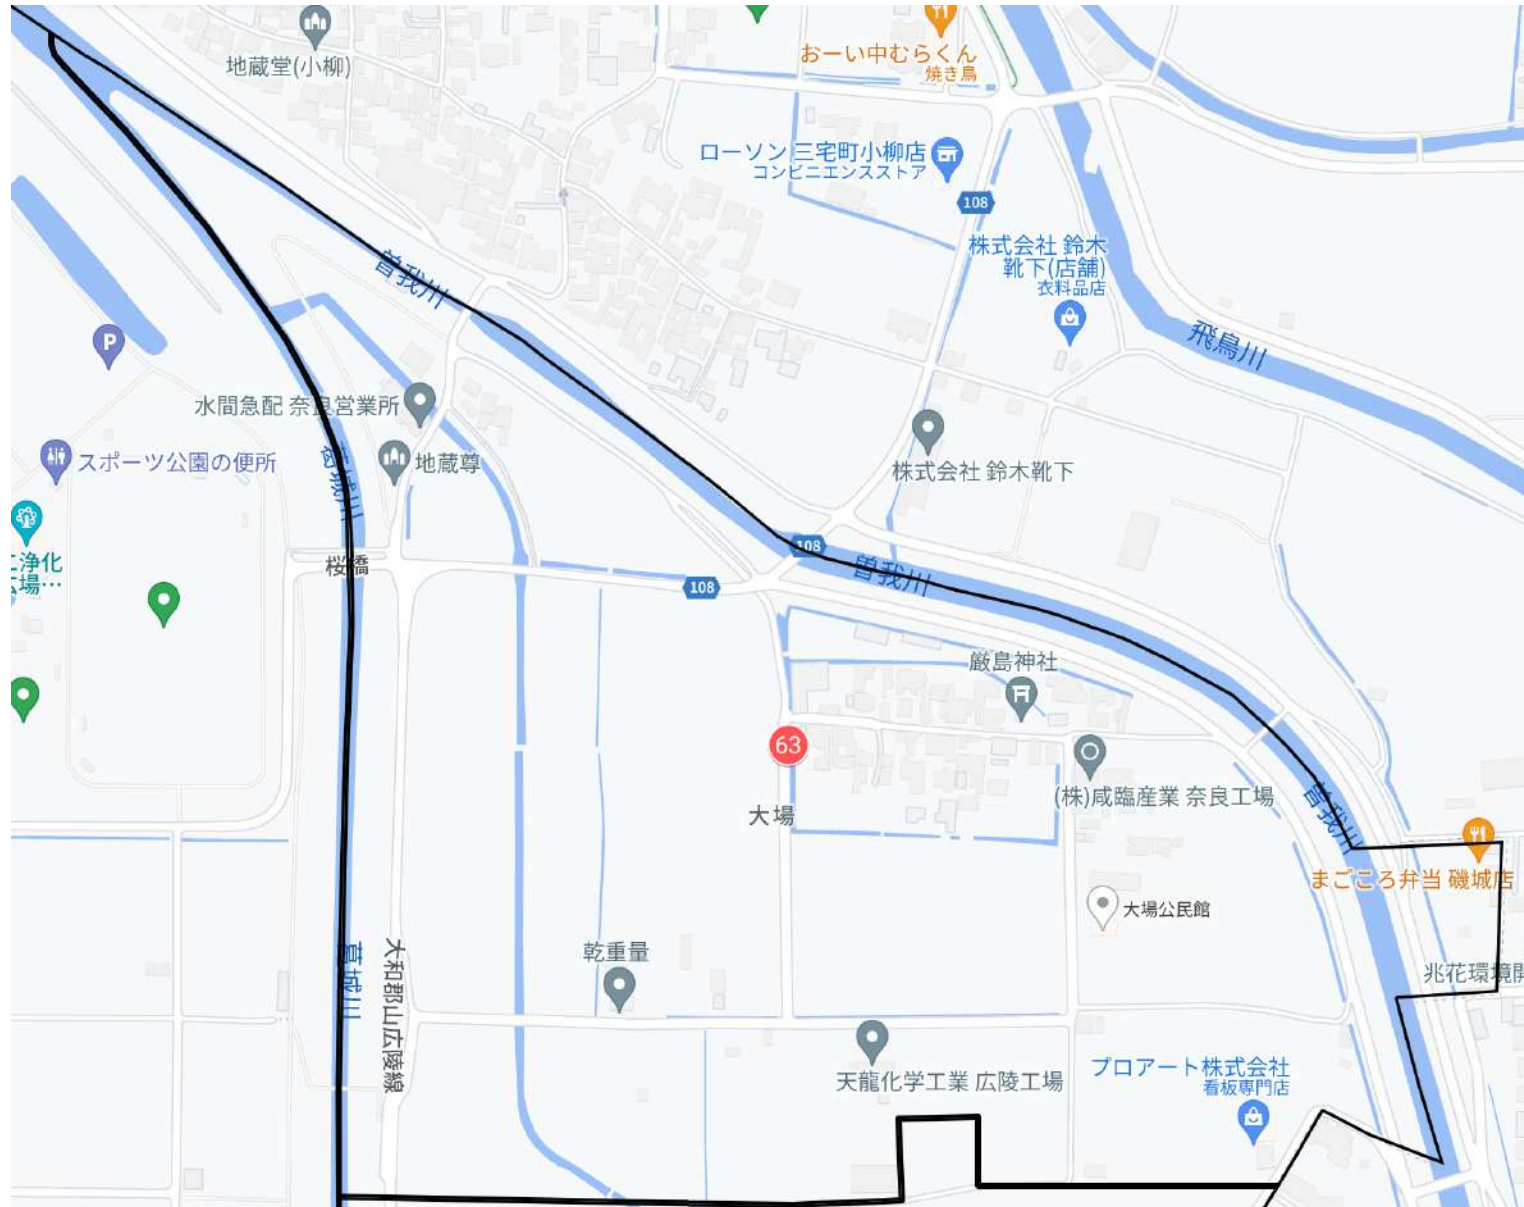 地蔵堂(小柳)
おーい中むらくん
焼き鳥
ローソン 三宅町小柳店
コンビニエンスストア
108
株式会社 鈴木
靴下(店舗)
衣料品店
曽我川
飛鳥川
P
水間急配 奈良営業所
スポーツ公園の便所
葛城川
地蔵尊
株式会社 鈴木靴下
浄化
場…
桜橋
108
曽我川
108
厳島神社
63
大場
(株)咸臨産業 奈良工場
曽我川
まごころ弁当 磯城店
大場公民館
乾重量
葛城川
大和郡山広陵線
兆花環境開
天龍化学工業 広陵工場
プロアート株式会社
看板専門店